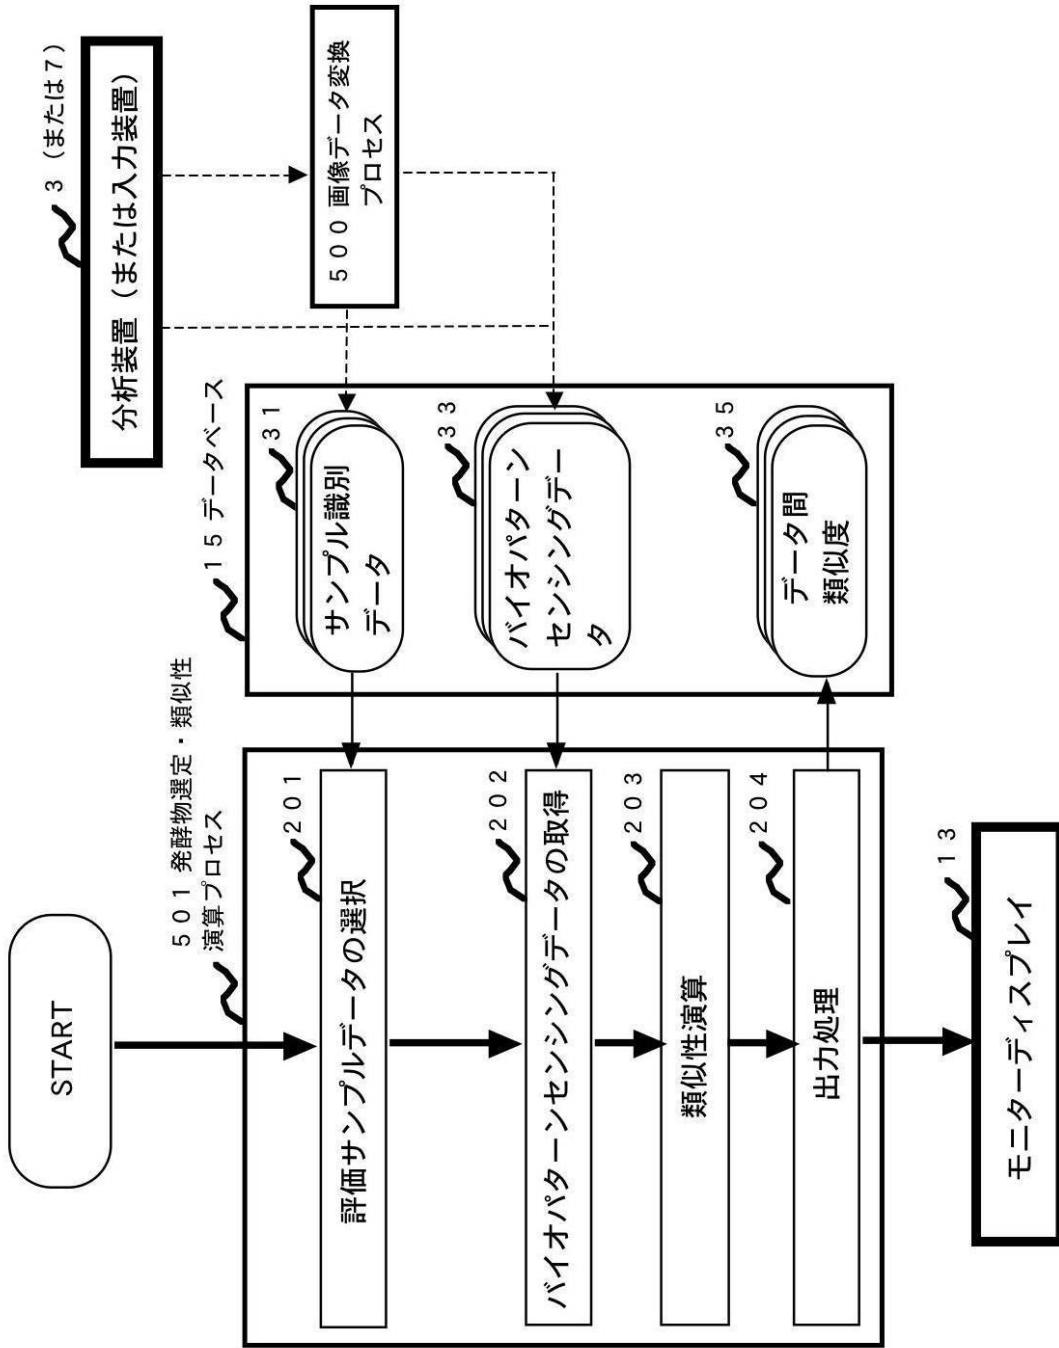 START
501 発酵物選定・類似性
演算プロセス
201
評価サンプルデータの選択
202
バイオパターンセンシングデータの取得
203
類似性演算
204
出力処理
13
モニターディスプレイ
15 データベース
31
サンプル識別
データ
33
バイオパターン
センシングデー
タ
35
データ間
類似度
3(または7)
分析装置(または入力装置)
500 画像データ変換
プロセス